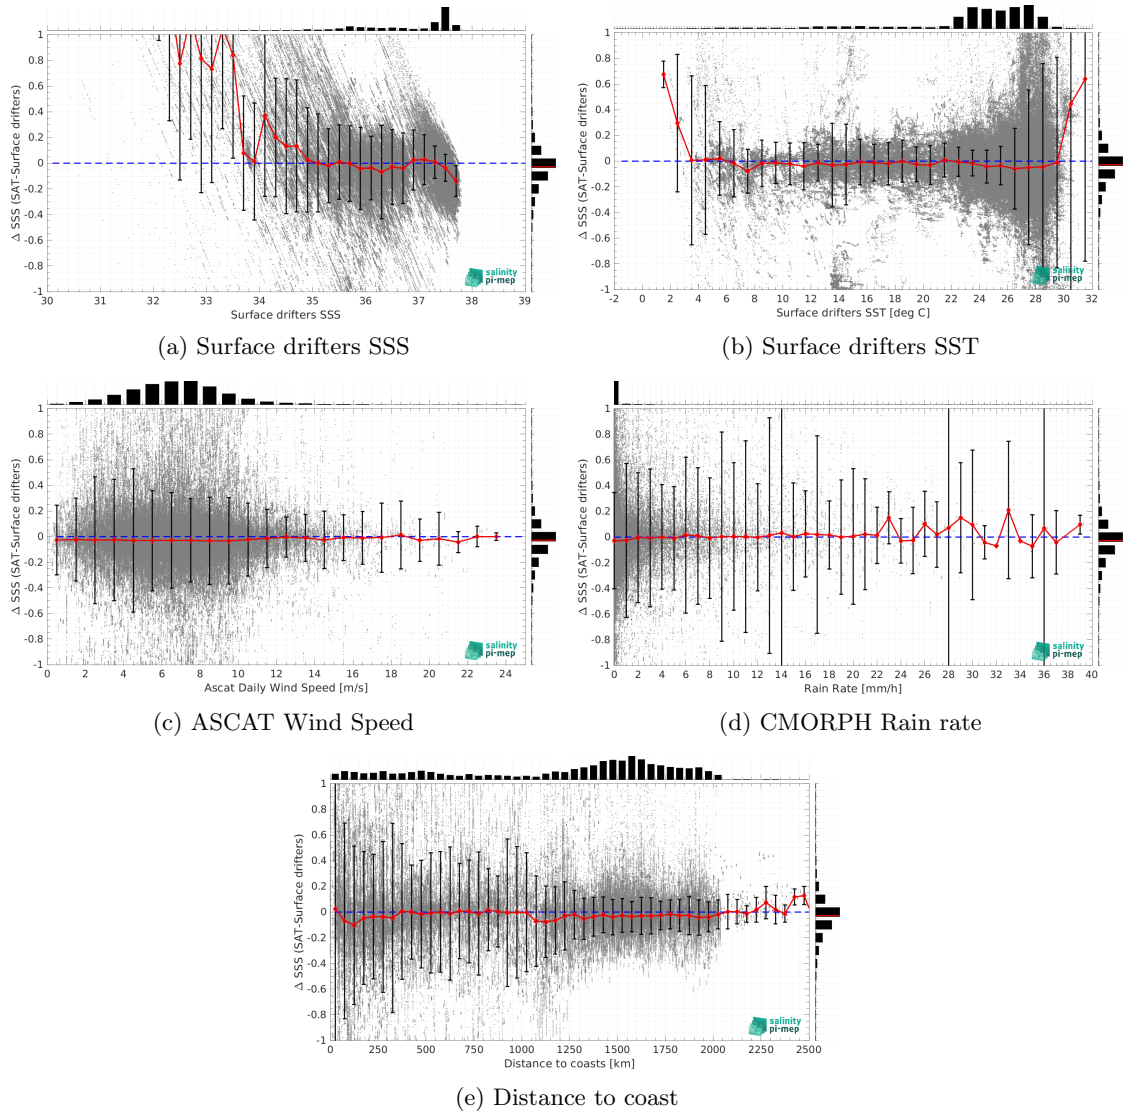 Δ SSS (SAT-Surface drifters)
1
0.8
0.6
0.4
0.2
0
-0.2
-0.4
-0.6
-0.8
-1
30 31 32 33 34 35 36 37 38 39
Surface drifters SSS
salinity
pi-mep
(a) Surface drifters SSS
Δ SSS (SAT-Surface drifters)
1
0.8
0.6
0.4
0.2
0
-0.2
-0.4
-0.6
-0.8
-1
-2 0 2 4 6 8 10 12 14 16 18 20 22 24 26 28 30 32
Surface drifters SST [deg C]
salinity
pi-mep
(b) Surface drifters SST
Δ SSS (SAT-Surface drifters)
1
0.8
0.6
0.4
0.2
0
-0.2
-0.4
-0.6
-0.8
-1
0 2 4 6 8 10 12 14 16 18 20 22 24
Ascat Daily Wind Speed [m/s]
salinity
pi-mep
(c) ASCAT Wind Speed
Δ SSS (SAT-Surface drifters)
1
0.8
0.6
0.4
0.2
0
-0.2
-0.4
-0.6
-0.8
-1
0 2 4 6 8 10 12 14 16 18 20 22 24 26 28 30 32 34 36 38 40
Rain Rate [mm/h]
salinity
pi-mep
(d) CMORPH Rain rate
Δ SSS (SAT-Surface drifters)
1
0.8
0.6
0.4
0.2
0
-0.2
-0.4
-0.6
-0.8
-1
0 250 500 750 1000 1250 1500 1750 2000 2250 2500
Distance to coasts [km]
salinity
pi-mep
(e) Distance to coast